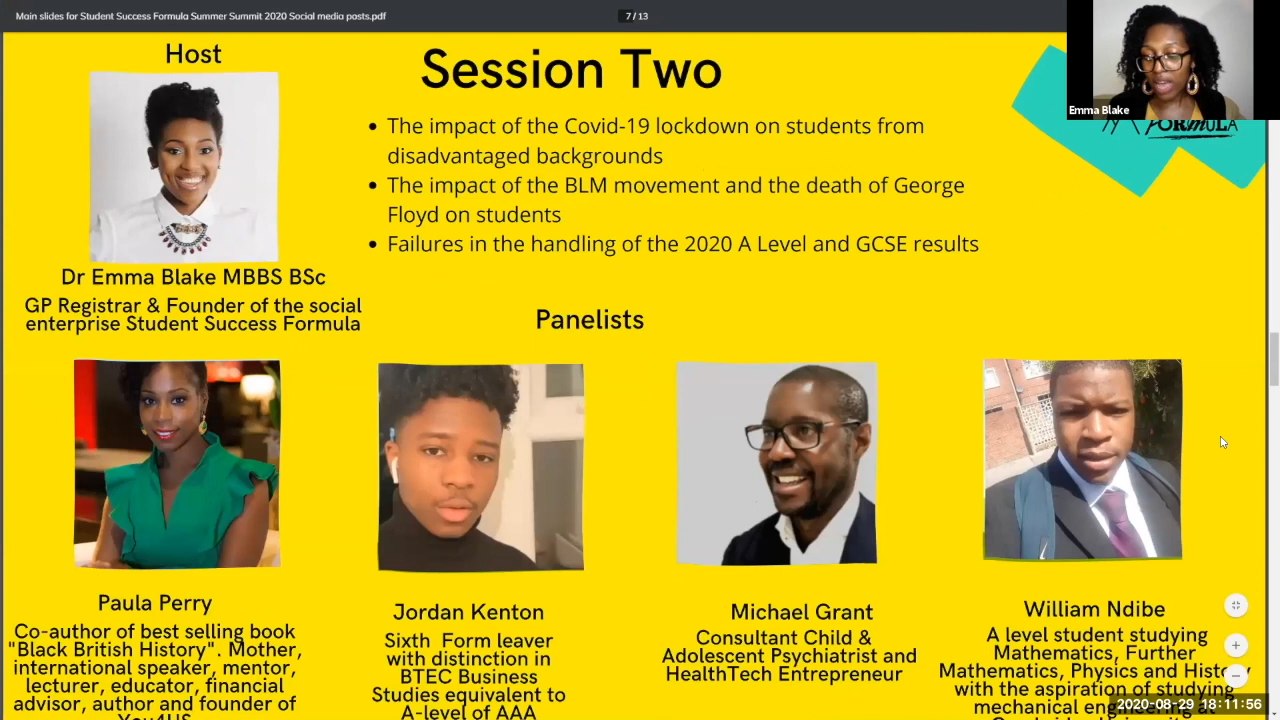 Main slides for Student Success Formula Summer Summit 2020 Social media posts.pdf
7 / 13
Host
Session Two
Emma Blake
FORMULA
• The impact of the Covid-19 lockdown on students from
disadvantaged backgrounds
• The impact of the BLM movement and the death of George
Floyd on students
• Failures in the handling of the 2020 A Level and GCSE results
Dr Emma Blake MBBS BSc
GP Registrar & Founder of the social
enterprise Student Success Formula
Panelists
Paula Perry
Co-author of best selling book
"Black British History". Mother,
international speaker, mentor,
lecturer, educator, financial
advisor, author and founder of
You4US
Jordan Kenton
Sixth Form leaver
with distinction in
BTEC Business
Studies equivalent to
A-level of AAA
Michael Grant
Consultant Child &
Adolescent Psychiatrist and
HealthTech Entrepreneur
William Ndibe
A level student studying
Mathematics, Further
Mathematics, Physics and History
with the aspiration of studying
mechanical engineering at
2020-08-29 18:11:56